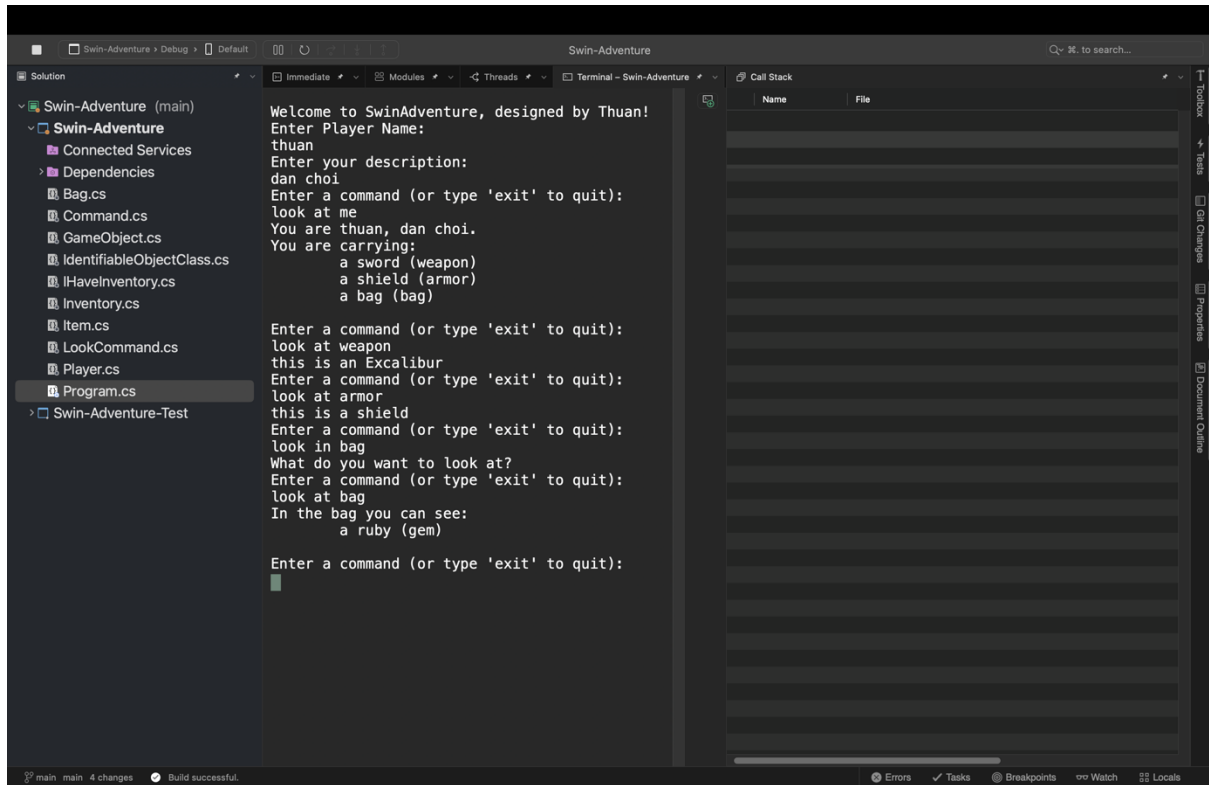 Swin-Adventure › Debug › Default
Swin-Adventure
⌘. to search...
Solution
Immediate
Modules
Threads
Terminal – Swin-Adventure
Call Stack
Name File
Swin-Adventure (main)
Swin-Adventure
Connected Services
Dependencies
Bag.cs
Command.cs
GameObject.cs
IdentifiableObjectClass.cs
IHaveInventory.cs
Inventory.cs
Item.cs
LookCommand.cs
Player.cs
Program.cs
Swin-Adventure-Test
Welcome to SwinAdventure, designed by Thuan!
Enter Player Name:
thuan
Enter your description:
dan choi
Enter a command (or type 'exit' to quit):
look at me
You are thuan, dan choi.
You are carrying:
a sword (weapon)
a shield (armor)
a bag (bag)
Enter a command (or type 'exit' to quit):
look at weapon
this is an Excalibur
Enter a command (or type 'exit' to quit):
look at armor
this is a shield
Enter a command (or type 'exit' to quit):
look in bag
What do you want to look at?
Enter a command (or type 'exit' to quit):
look at bag
In the bag you can see:
a ruby (gem)
Enter a command (or type 'exit' to quit):
Toolbox
Tests
Git Changes
Properties
Document Outline
main main 4 changes
Build successful.
Errors
Tasks
Breakpoints
Watch
Locals